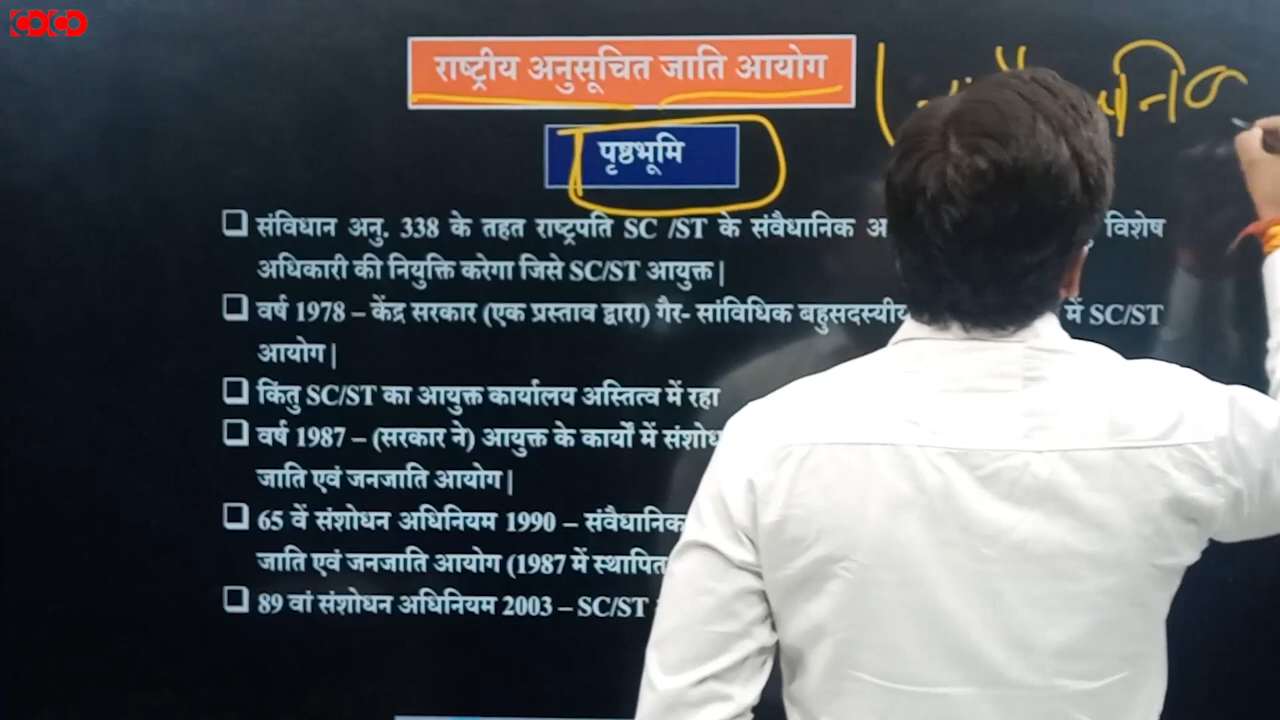 COCO
राष्ट्रीय अनुसूचित जाति आयोग
पृष्ठभूमि
❑ संविधान अनु. 338 के तहत राष्ट्रपति SC /ST के संवैधानिक विशेष
अधिकारी की नियुक्ति करेगा जिसे SC/ST आयुक्त |
❑ वर्ष 1978 – केंद्र सरकार (एक प्रस्ताव द्वारा) गैर- सांविधिक बहुसदस्यीय में SC/ST
आयोग |
❑ किंतु SC/ST का आयुक्त कार्यालय अस्तित्व में रहा
❑ वर्ष 1987 – (सरकार ने) आयुक्त के कार्यों में
जाति एवं जनजाति आयोग |
❑ 65 वें संशोधन अधिनियम 1990 – संवैधानिक
जाति एवं जनजाति आयोग (1987 में स्थापित
❑ 89 वां संशोधन अधिनियम 2003 – SC/ST